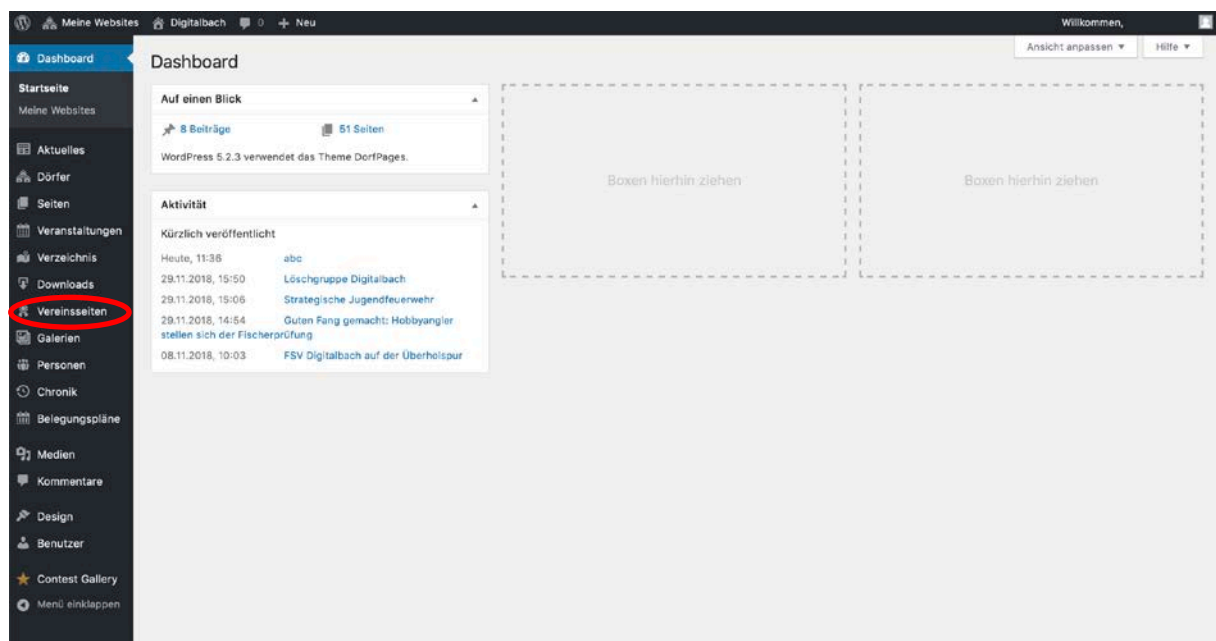 Meine Websites Digitalbach 0 + Neu Willkommen,
Ansicht anpassen ▼ Hilfe ▼
Dashboard
Startseite
Meine Websites
Aktuelles
Dörfer
Seiten
Veranstaltungen
Verzeichnis
Downloads
Vereinsseiten
Galerien
Personen
Chronik
Belegungspläne
Medien
Kommentare
Design
Benutzer
Contest Gallery
Menü einklappen
Dashboard
Auf einen Blick
8 Beiträge 51 Seiten
WordPress 5.2.3 verwendet das Theme DorfPages.
Aktivität
Kürzlich veröffentlicht
Heute, 11:36 abc
29.11.2018, 15:50 Löschgruppe Digitalbach
29.11.2018, 15:06 Strategische Jugendfeuerwehr
29.11.2018, 14:54 Guten Fang gemacht: Hobbyangler
stellen sich der Fischerprüfung
08.11.2018, 10:03 FSV Digitalbach auf der Überholspur
Boxen hierhin ziehen
Boxen hierhin ziehen